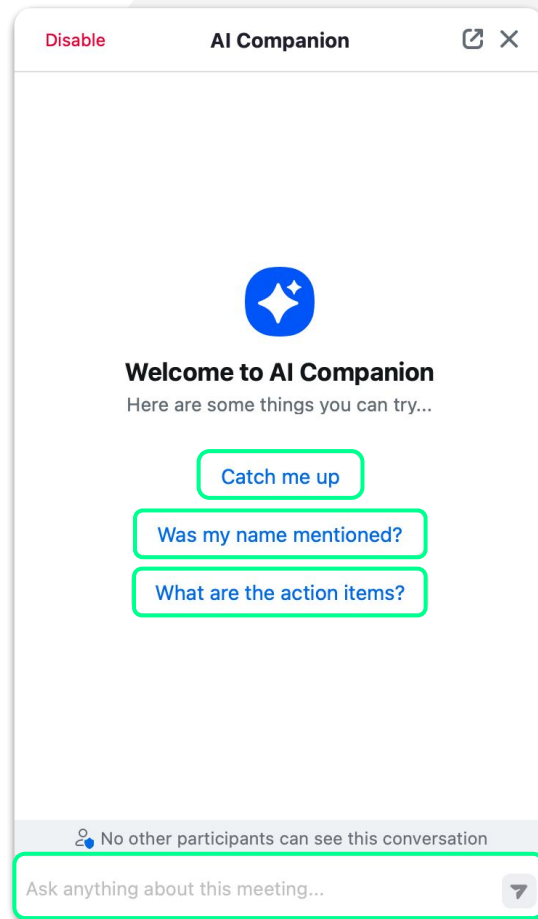 Disable AI Companion
Welcome to AI Companion
Here are some things you can try...
Catch me up
Was my name mentioned?
What are the action items?
No other participants can see this conversation
Ask anything about this meeting...